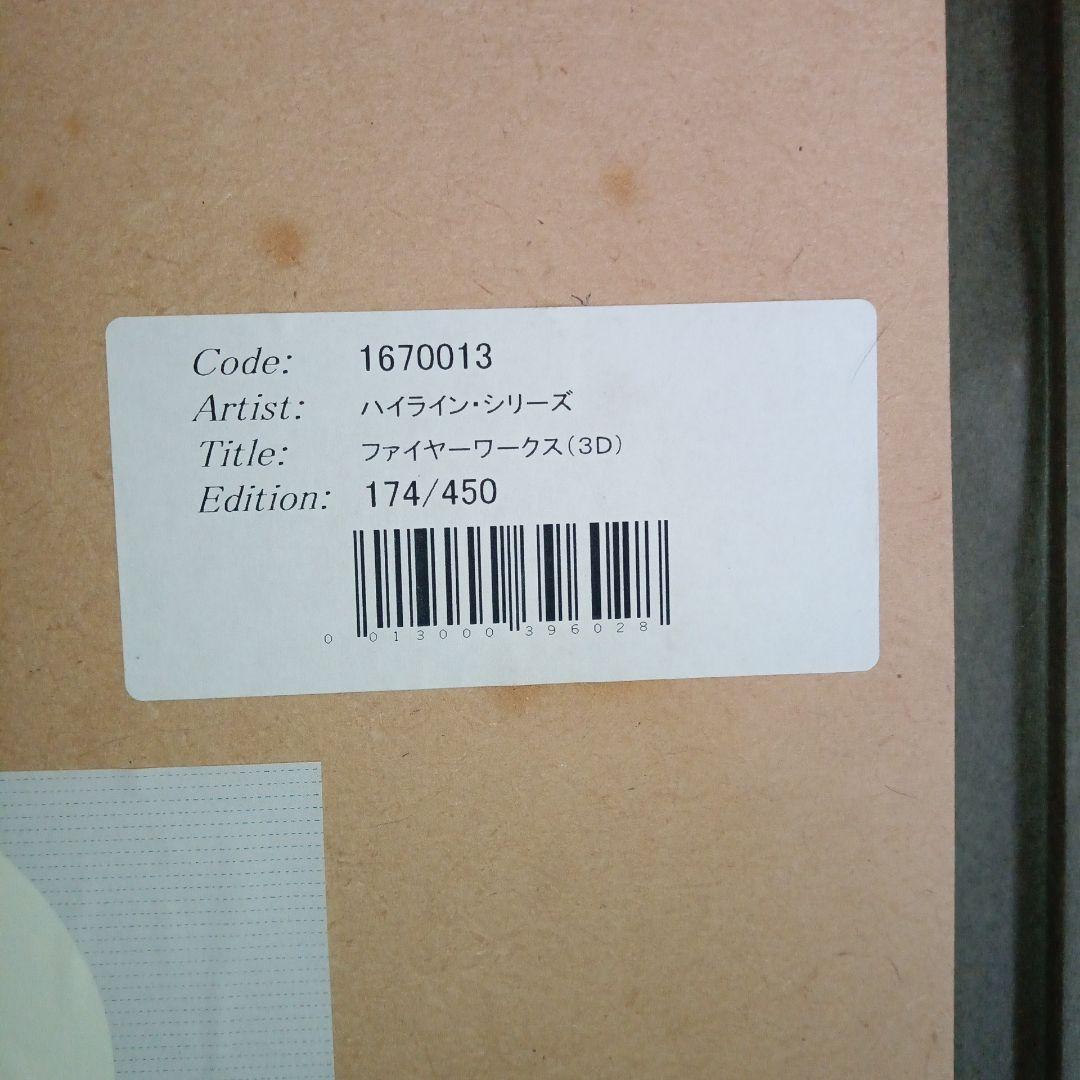 Code: 1670013
Artist: ハイライン・シリーズ
Title: ファイヤーワークス(3D)
Edition: 174/450
0 013000 396028